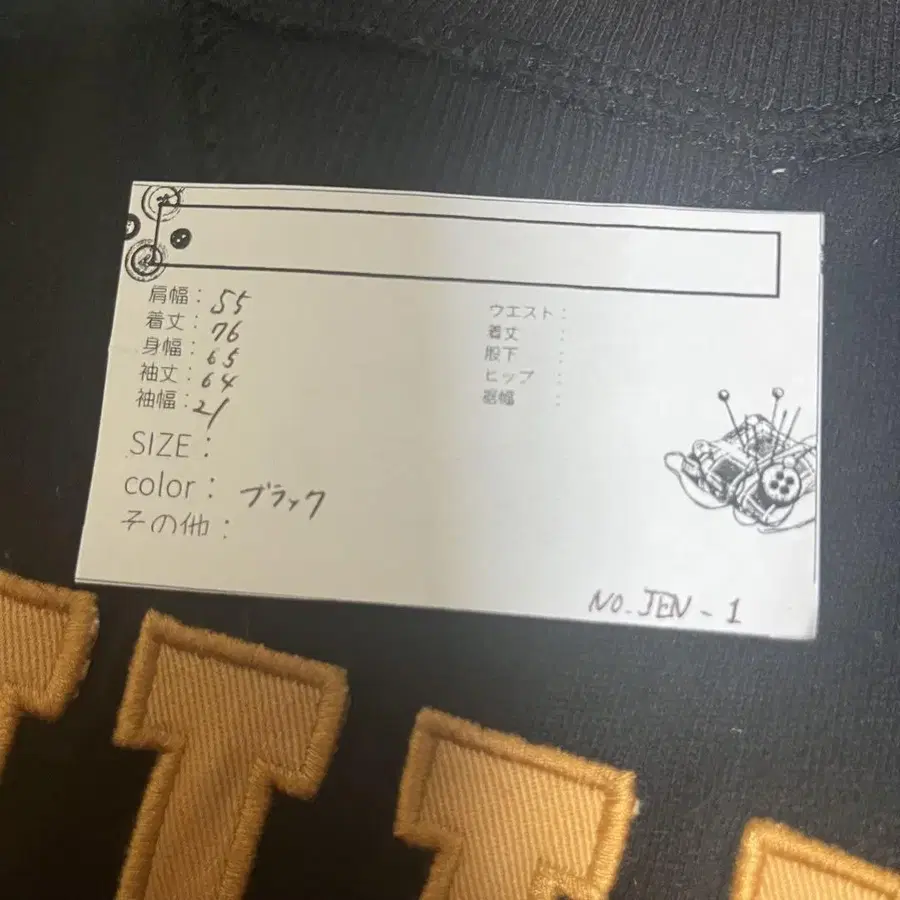 肩幅：55
着丈：76
身幅：65
袖丈：64
袖幅：21
SIZE：
color：ブラック
その他：
ウエスト：
着丈：
股下：
ヒップ：
裾幅：
NO.JEN-1